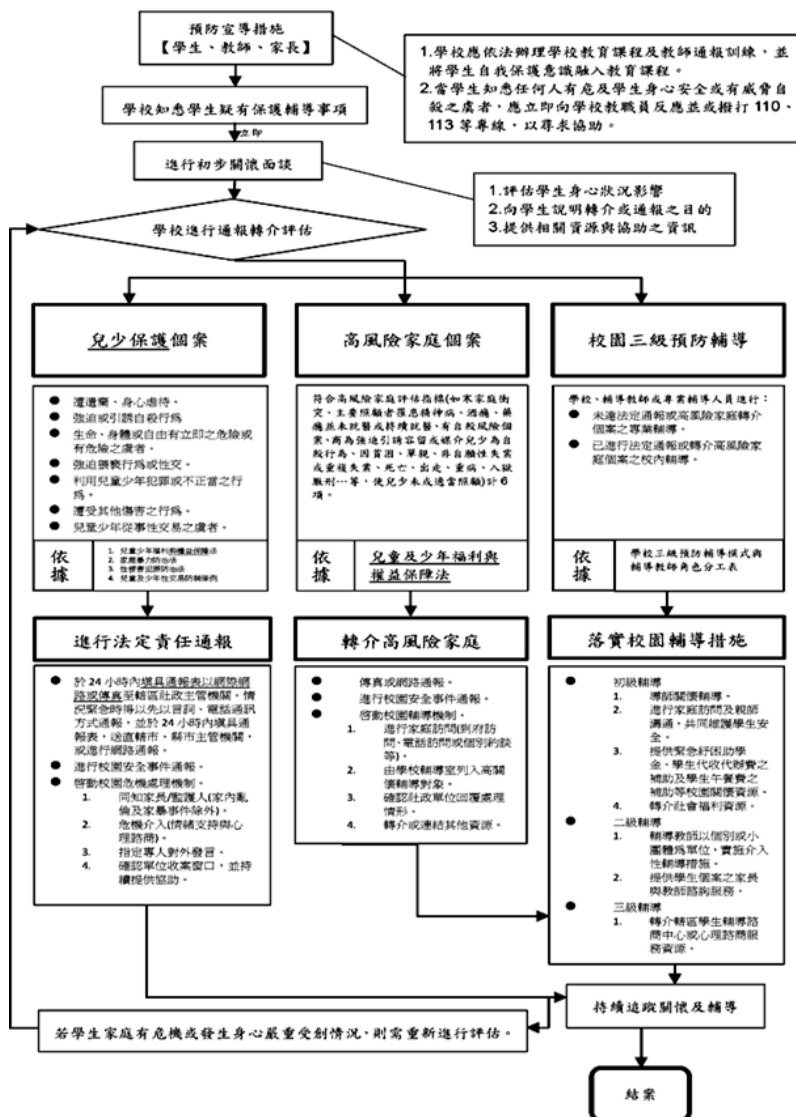 預防宣導措施
【學生、教師、家長】
1.學校應依法辦理學校教育課程及教師通報訓練，並
將學生自我保護意識融入教育課程。
2.當學生知悉任何人有危及學生身心安全或有威脅自
殺之虞者，應立即向學校教職員反應並或撥打 110、
113 等專線，以尋求協助。
學校知悉學生疑有保護輔導事項
立即
進行初步關懷面談
1.評估學生身心狀況影響
2.向學生說明轉介或通報之目的
3.提供相關資源與協助之資訊
學校進行通報轉介評估
兒少保護個案
● 遭遺棄、身心虐待。
● 強迫或引誘自殺行為
● 生命、身體或自由有立即之危險或
有危險之虞者。
● 強迫猥褻行為或性交。
● 利用兒童少年犯罪或不正當之行
為。
● 遭受其他傷害之行為。
● 兒童少年從事性交易之虞者。
依據
1. 兒童少年福利與權益保障法
2. 家庭暴力防治法
3. 性侵害犯罪防治法
4. 兒童及少年性交易防制條例
進行法定責任通報
● 於 24 小時內填具通報表以網際網
路或傳真至轄區社政主管機關，情
況緊急時得以先以言詞、電話通訊
方式通報，並於 24 小時內填具通
報表，送直轄市、縣市主管機關，
或進行網路通報。
● 進行校園安全事件通報。
● 啓動校園危機處理機制。
1. 同知家長/監護人(家內亂
倫及家暴事件除外)。
2. 危機介入(情緒支持與心
理諮商)。
3. 指定專人對外發言。
4. 確認單位收案窗口，並持
續提供協助。
高風險家庭個案
符合高風險家庭評估指標(如家庭衝
突、主要照顧者罹患精神病、酒癮、藥
癮並未就醫或持續就醫、有自殺風險個
案、商為強迫引誘容留或媒介兒少為自
殺行為、因貧困、單親、非自願性失業
或重複失業、死亡、出走、重病、入獄
服刑…等，使兒少未或適當照顧)計 6
項。
依據
兒童及少年福利與
權益保障法
轉介高風險家庭
● 傳真或網路通報。
● 進行校園安全事件通報。
● 啓動校園輔導機制。
1. 進行家庭訪問(到府訪
問、電話訪問或個別約談
等)。
2. 由學校輔導室列入高關
懷輔導對象。
3. 確認社政單位回覆處理
情形。
4. 轉介或連結其他資源。
校園三級預防輔導
學校、輔導教師或專業輔導人員進行：
● 未達法定通報或高風險家庭轉介
個案之專業輔導。
● 已進行法定通報或轉介高風險家
庭個案之校內輔導。
依據
學校三級預防輔導模式與
輔導教師角色分工表
落實校園輔導措施
● 初級輔導
1. 導師關懷輔導。
2. 進行家庭訪問及親師
溝通，共同維護學生安
全。
3. 提供緊急紓困助學
金、學生代收代辦費之
補助及學生午餐費之
補助等校園關懷資源。
4. 轉介社會福利資源。
● 二級輔導
1. 輔導教師以個別或小
團體為單位，實施介入
性輔導措施。
2. 提供學生個案之家長
與教師諮詢服務。
● 三級輔導
1. 轉介轄區學生輔導諮
商中心或心理諮商服
務資源。
持續追蹤關懷及輔導
若學生家庭有危機或發生身心嚴重受創情況，則需重新進行評估。
結案